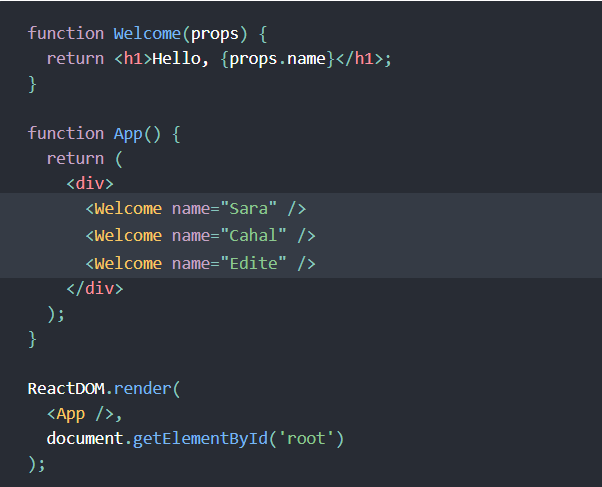 function Welcome(props) {
  return <h1>Hello, {props.name}</h1>;
}

function App() {
  return (
    <div>
      <Welcome name="Sara" />
      <Welcome name="Cahal" />
      <Welcome name="Edite" />
    </div>
  );
}

ReactDOM.render(
  <App />,
  document.getElementById('root')
);